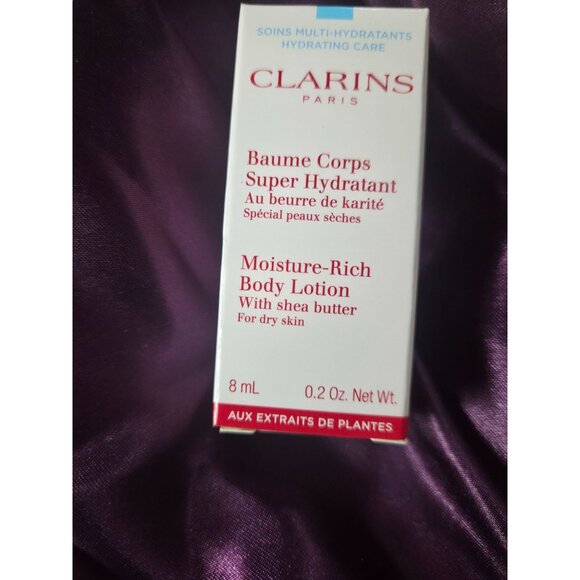 SOINS MULTI-HYDRATANTS
HYDRATING CARE
CLARINS
PARIS
Baume Corps
Super Hydratant
Au beurre de karité
Spécial peaux sèches
Moisture-Rich
Body Lotion
With shea butter
For dry skin
8 mL 0.2 Oz. Net Wt.
AUX EXTRAITS DE PLANTES